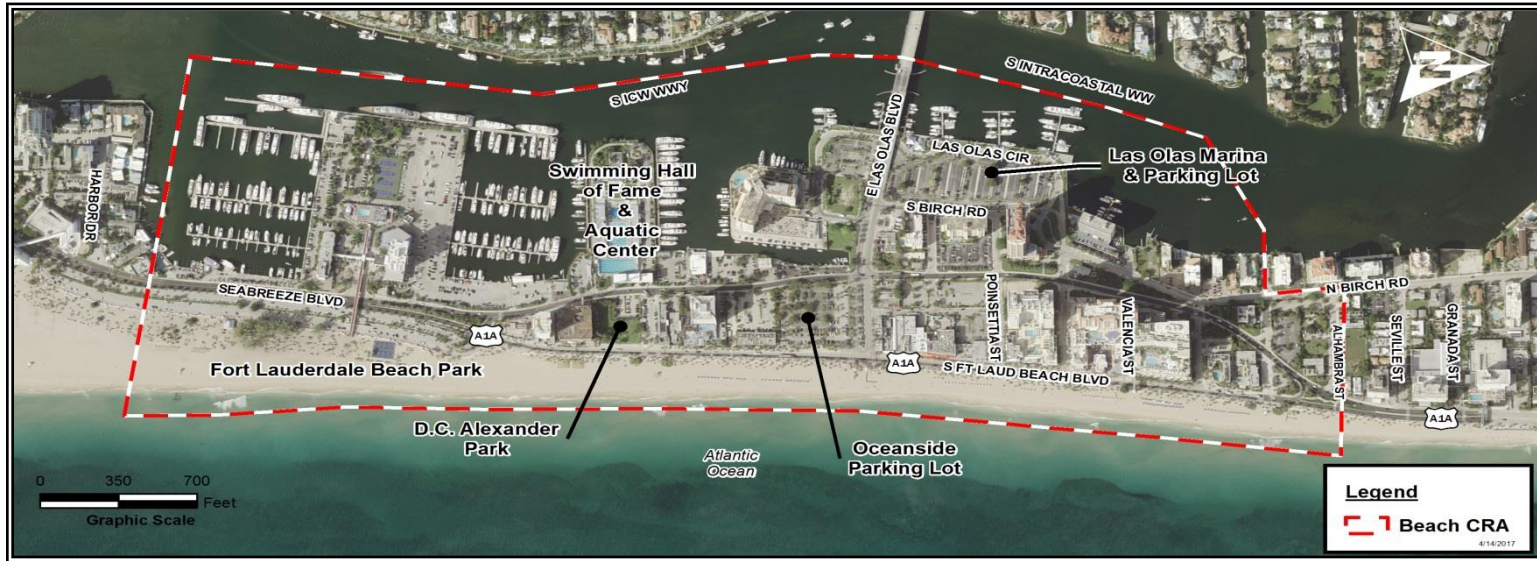 S ICW WWY
E LAS OLAS BLVD
S INTRACOASTAL WW
LAS OLAS CIR
Las Olas Marina
& Parking Lot
S BIRCH RD
HARBOR DR
Swimming Hall
of Fame
&
Aquatic
Center
SEABREEZE BLVD
N BIRCH RD
POINSETTIA ST
VALENCIA ST
ALHAMBRA ST
SEVILLE ST
GRANADA ST
A1A
A1A
A1A
Fort Lauderdale Beach Park
S FT LAUD BEACH BLVD
D.C. Alexander
Park
Oceanside
Parking Lot
Atlantic
Ocean
0 350 700
Feet
Graphic Scale
Legend
Beach CRA
4/14/2017
N